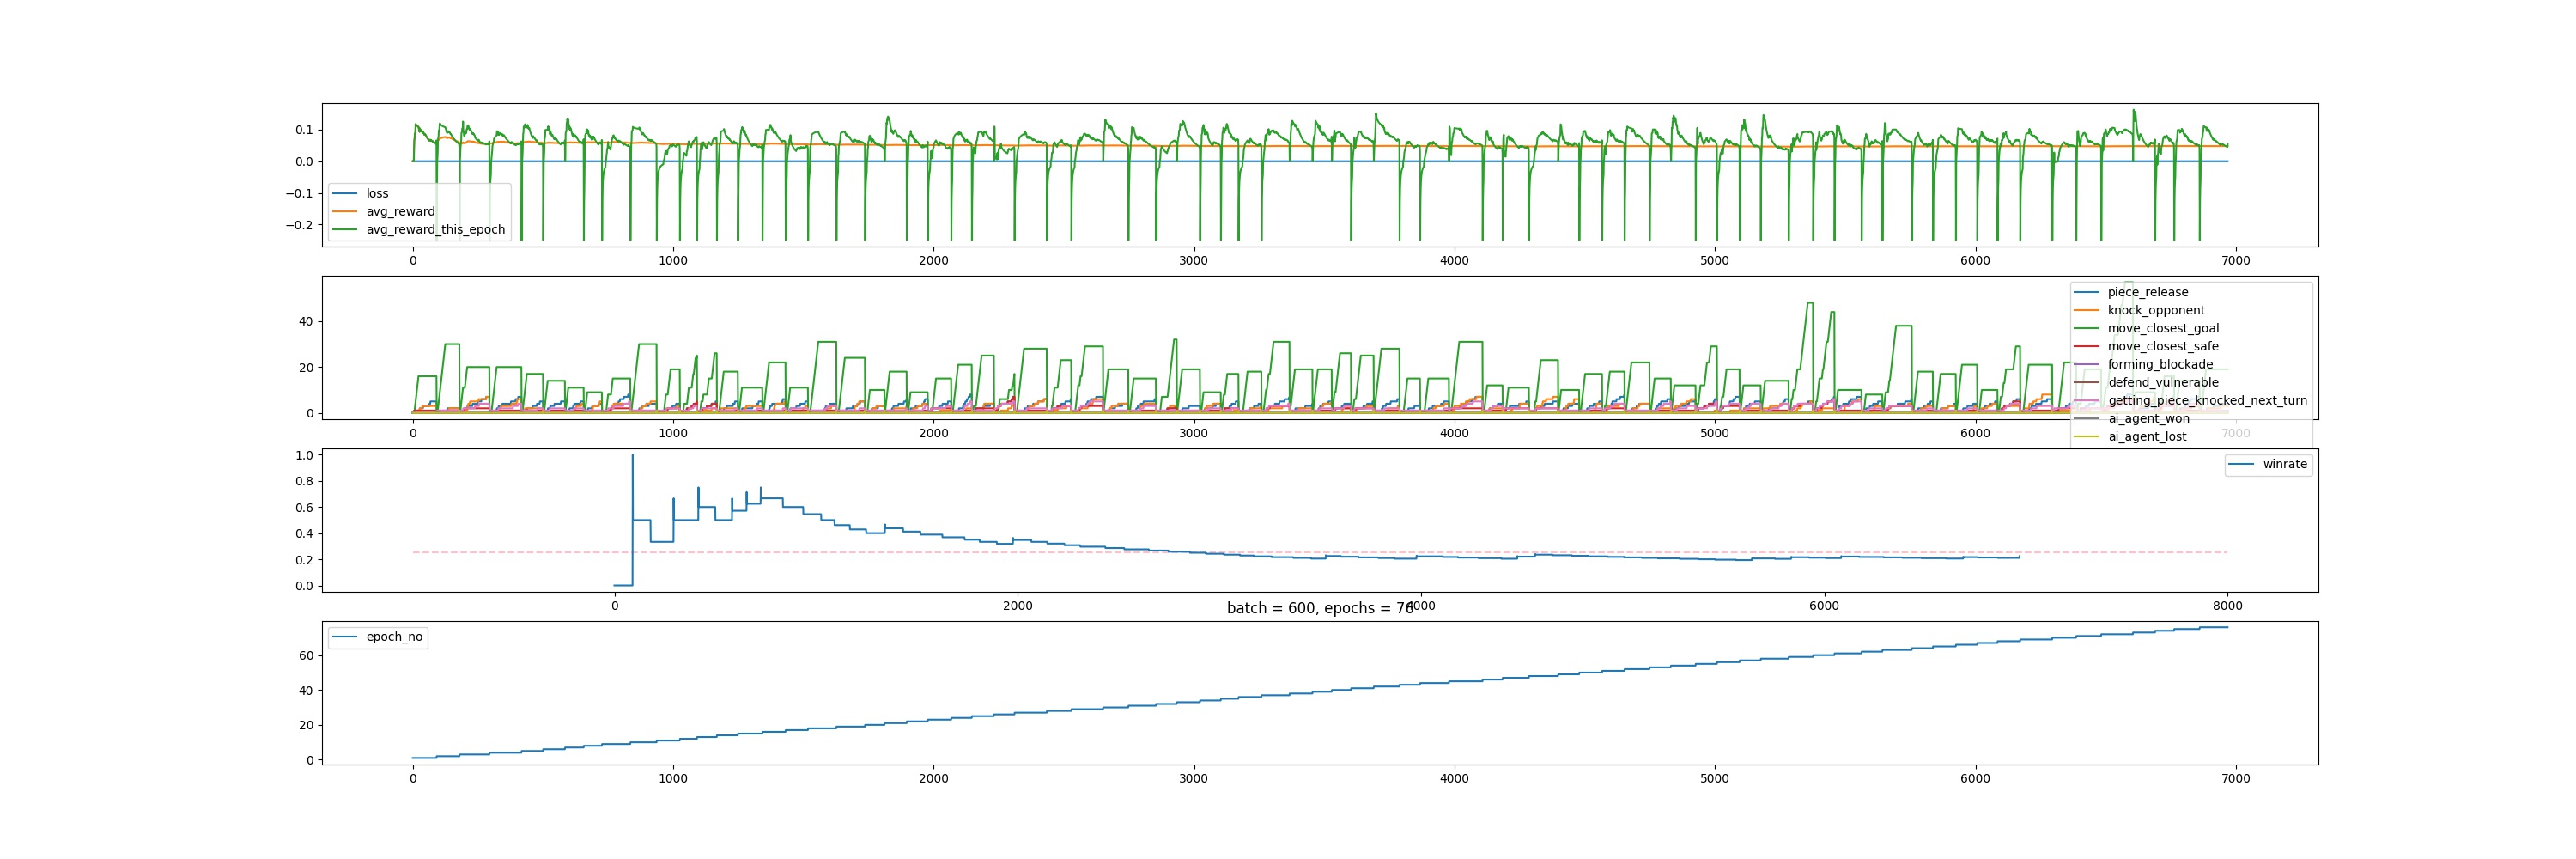 0.1
0.0
−0.1
−0.2
loss
avg_reward
avg_reward_this_epoch
0 1000 2000 3000 4000 5000 6000 7000
40
20
0
piece_release
knock_opponent
move_closest_goal
move_closest_safe
forming_blockade
defend_vulnerable
getting_piece_knocked_next_turn
ai_agent_won
ai_agent_lost
0 1000 2000 3000 4000 5000 6000 7000
1.0
0.8
0.6
0.4
0.2
0.0
winrate
0 2000 4000 6000 8000
batch = 600, epochs = 76
epoch_no
60
40
20
0
0 1000 2000 3000 4000 5000 6000 7000